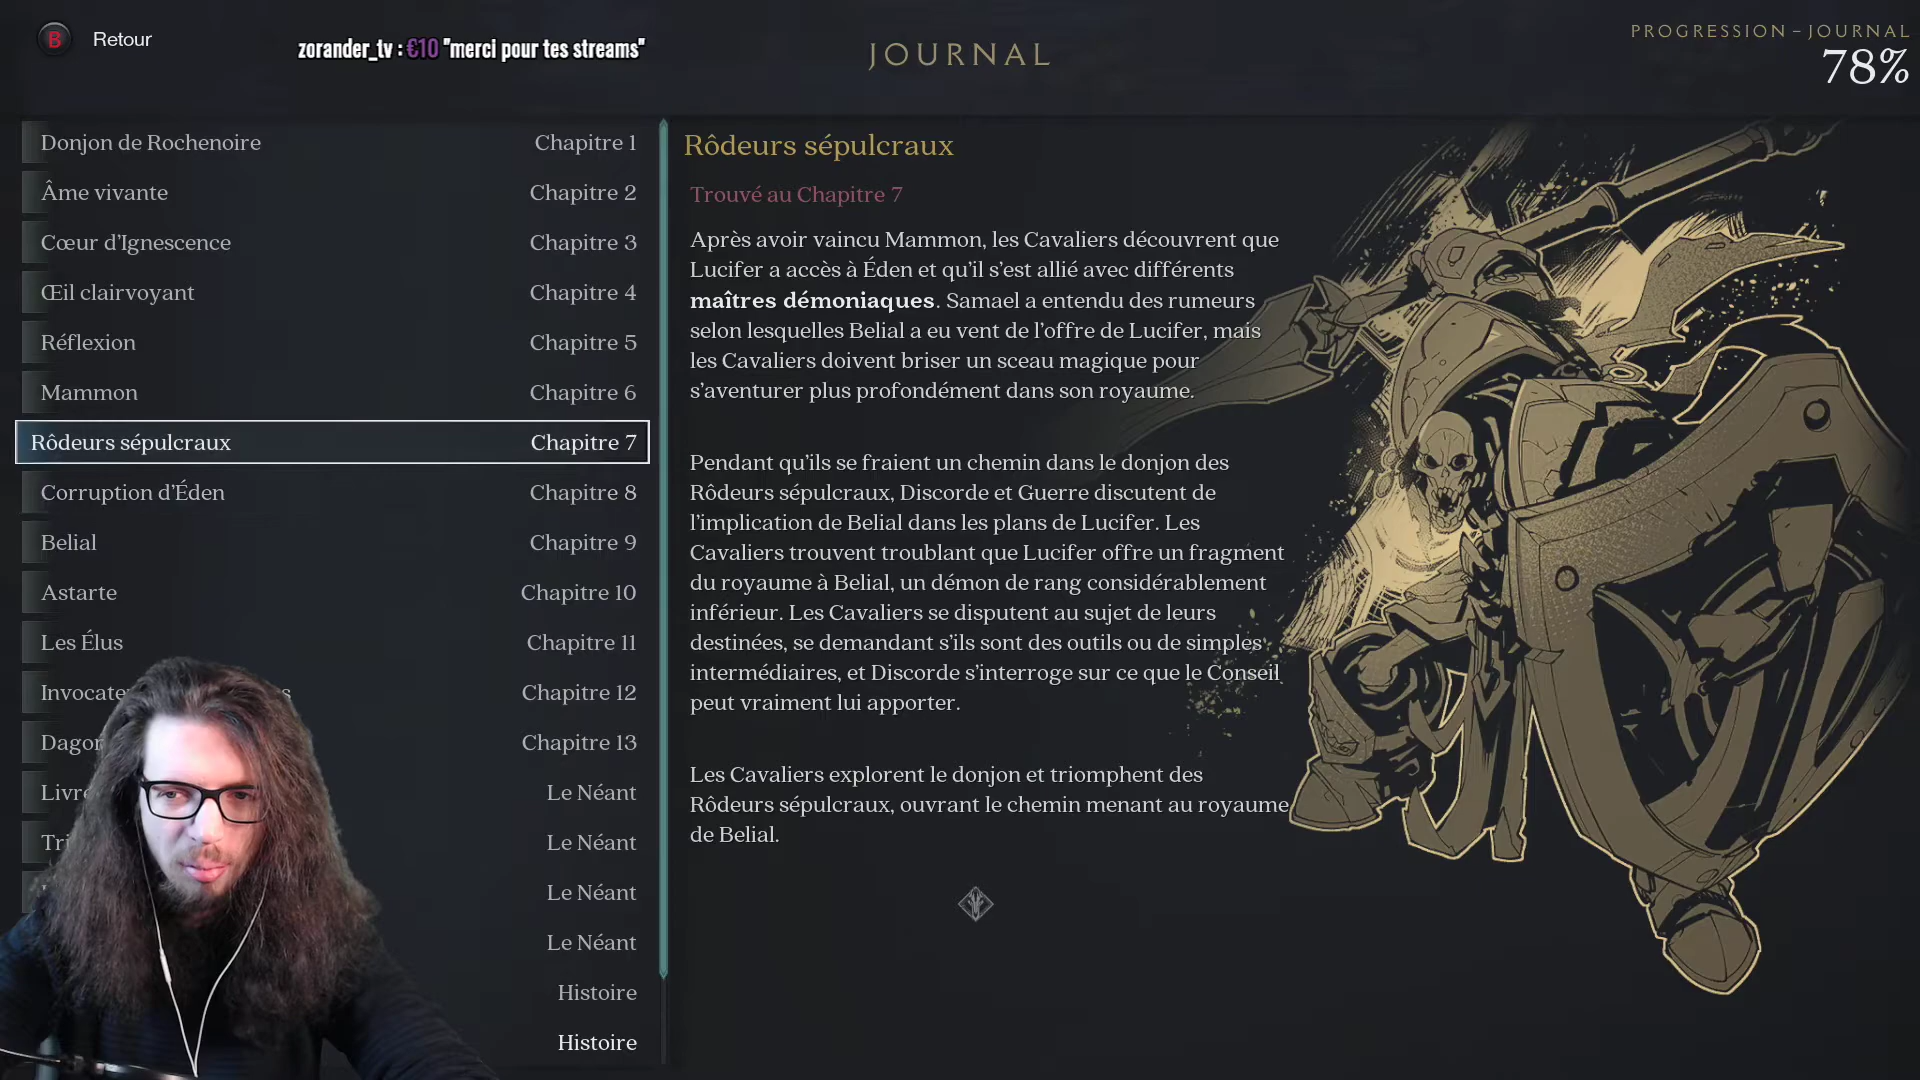 B Retour
zorander_tv : €10 "merci pour tes streams"
JOURNAL
PROGRESSION – JOURNAL
78%
Donjon de Rochenoire Chapitre 1
Âme vivante Chapitre 2
Cœur d'Ignescence Chapitre 3
Œil clairvoyant Chapitre 4
Réflexion Chapitre 5
Mammon Chapitre 6
Rôdeurs sépulcraux Chapitre 7
Corruption d'Éden Chapitre 8
Belial Chapitre 9
Astarte Chapitre 10
Les Élus Chapitre 11
Chapitre 12
Chapitre 13
Le Néant
Le Néant
Le Néant
Le Néant
Histoire
Histoire
Rôdeurs sépulcraux
Trouvé au Chapitre 7
Après avoir vaincu Mammon, les Cavaliers découvrent que
Lucifer a accès à Éden et qu'il s'est allié avec différents
maîtres démoniaques. Samael a entendu des rumeurs
selon lesquelles Belial a eu vent de l'offre de Lucifer, mais
les Cavaliers doivent briser un sceau magique pour
s'aventurer plus profondément dans son royaume.
Pendant qu'ils se fraient un chemin dans le donjon des
Rôdeurs sépulcraux, Discorde et Guerre discutent de
l'implication de Belial dans les plans de Lucifer. Les
Cavaliers trouvent troublant que Lucifer offre un fragment
du royaume à Belial, un démon de rang considérablement
inférieur. Les Cavaliers se disputent au sujet de leurs
destinées, se demandant s'ils sont des outils ou de simples
intermédiaires, et Discorde s'interroge sur ce que le Conseil
peut vraiment lui apporter.
Les Cavaliers explorent le donjon et triomphent des
Rôdeurs sépulcraux, ouvrant le chemin menant au royaume
de Belial.